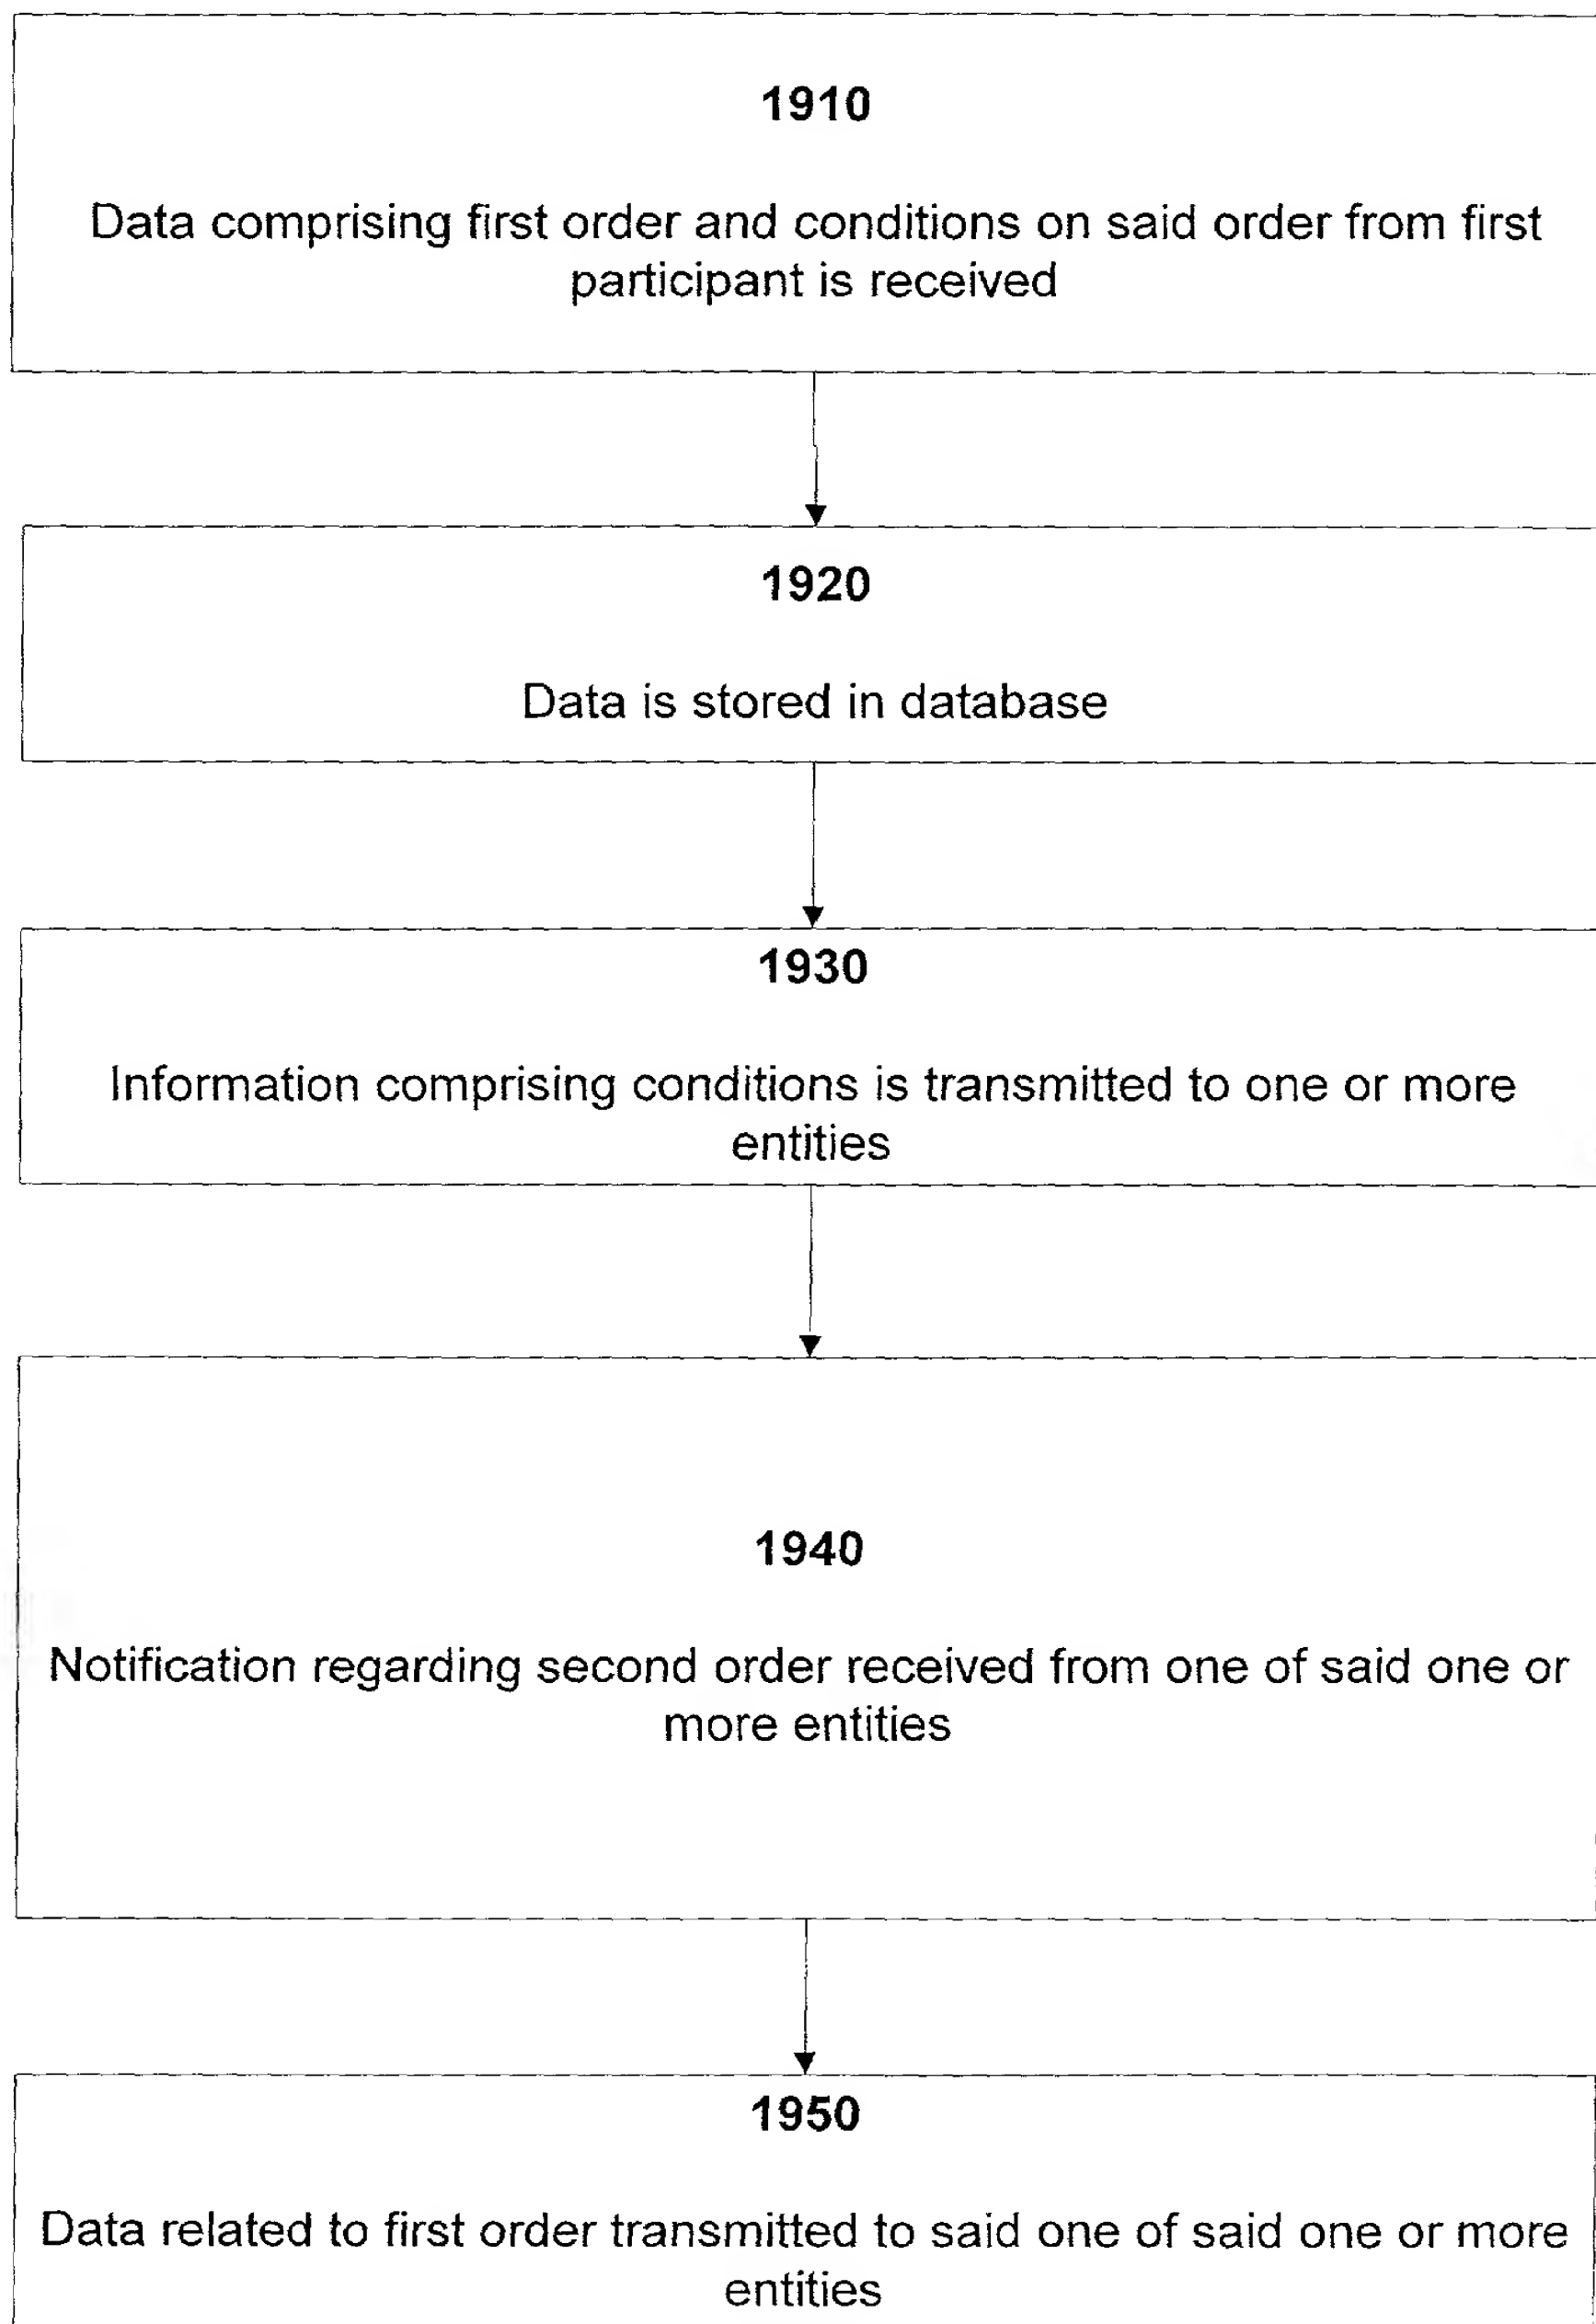 1910
Data comprising first order and conditions on said order from first
participant is received
1920
Data is stored in database
1930
Information comprising conditions is transmitted to one or more
entities
1940
Notification regarding second order received from one of said one or
more entities
1950
Data related to first order transmitted to said one of said one or more
entities